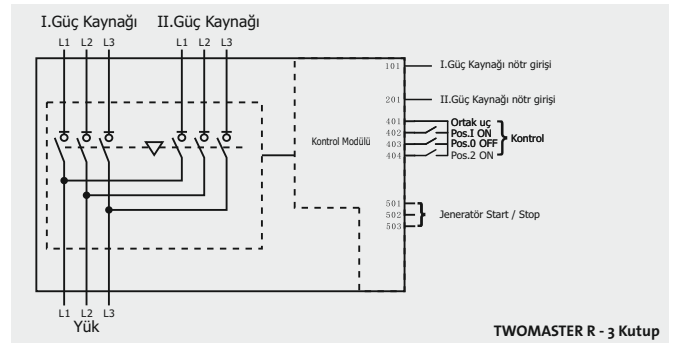 I.Güç Kaynağı II.Güç Kaynağı
L1 L2 L3 L1 L2 L3
101 I.Güç Kaynağı nötr girişi
201 II.Güç Kaynağı nötr girişi
401 Ortak uç
402 Pos.I ON
Kontrol Modülü 403 Pos.0 OFF Kontrol
404 Pos.2 ON
501
502 Jeneratör Start / Stop
503
L1 L2 L3
Yük
TWOMASTER R - 3 Kutup